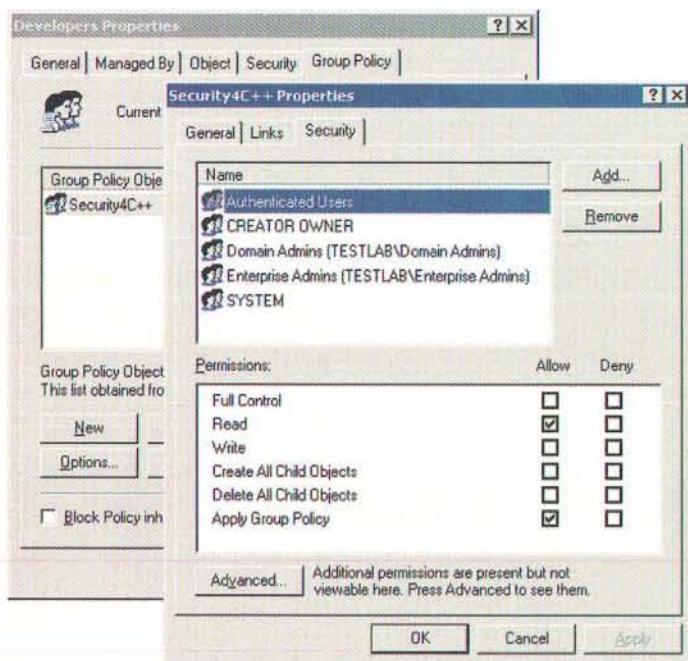 Developers Properties
General Managed By Object Security Group Policy
Current
Group Policy Obje
Security4C++
Group Policy Object
This list obtained fro
New
Options...
Block Policy inh
Security4C++ Properties
General Links Security
Name
Authenticated Users
CREATOR OWNER
Domain Admins (TESTLAB\Domain Admins)
Enterprise Admins (TESTLAB\Enterprise Admins)
SYSTEM
Add...
Remove
Permissions: Allow Deny
Full Control
Read
Write
Create All Child Objects
Delete All Child Objects
Apply Group Policy
Advanced...
Additional permissions are present but not
viewable here. Press Advanced to see them.
OK Cancel Apply